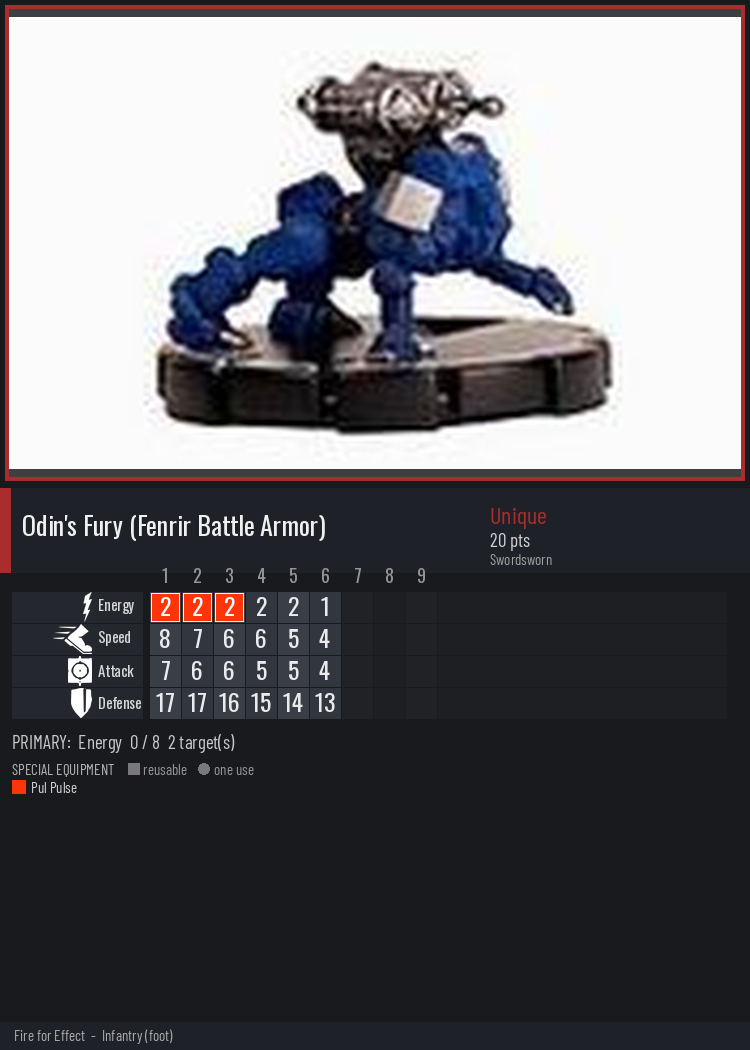 Odin's Fury (Fenrir Battle Armor)
Unique
20 pts
Swordsworn
1 2 3 4 5 6 7 8 9
Energy 2 2 2 2 2 1
Speed 8 7 6 6 5 4
Attack 7 6 6 5 5 4
Defense 17 17 16 15 14 13
PRIMARY: Energy 0 / 8 2 target(s)
SPECIAL EQUIPMENT reusable one use
Pul Pulse
Fire for Effect - Infantry (foot)